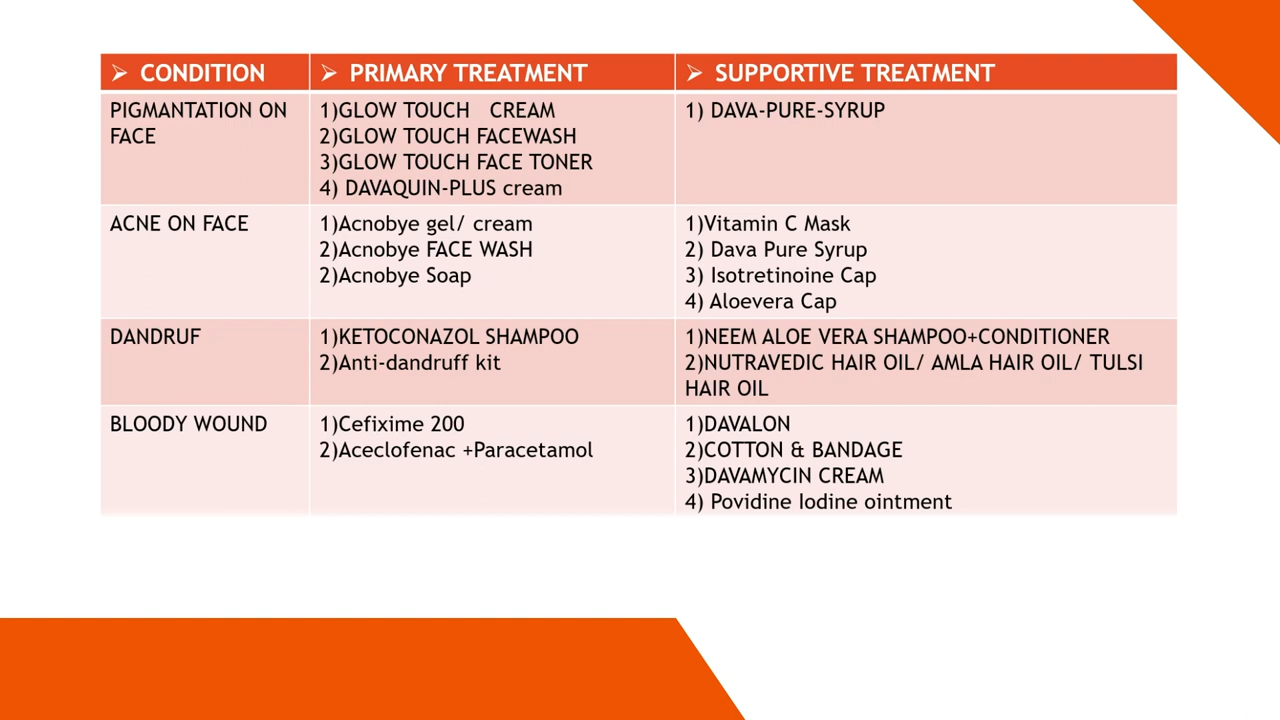 ➢ CONDITION
➢ PRIMARY TREATMENT
➢ SUPPORTIVE TREATMENT
PIGMANTATION ON
FACE
1)GLOW TOUCH CREAM
2)GLOW TOUCH FACEWASH
3)GLOW TOUCH FACE TONER
4) DAVAQUIN-PLUS cream
1) DAVA-PURE-SYRUP
ACNE ON FACE
1)Acnobye gel/ cream
2)Acnobye FACE WASH
2)Acnobye Soap
1)Vitamin C Mask
2) Dava Pure Syrup
3) Isotretinoine Cap
4) Aloevera Cap
DANDRUF
1)KETOCONAZOL SHAMPOO
2)Anti-dandruff kit
1)NEEM ALOE VERA SHAMPOO+CONDITIONER
2)NUTRAVEDIC HAIR OIL/ AMLA HAIR OIL/ TULSI
HAIR OIL
BLOODY WOUND
1)Cefixime 200
2)Aceclofenac +Paracetamol
1)DAVALON
2)COTTON & BANDAGE
3)DAVAMYCIN CREAM
4) Povidine Iodine ointment